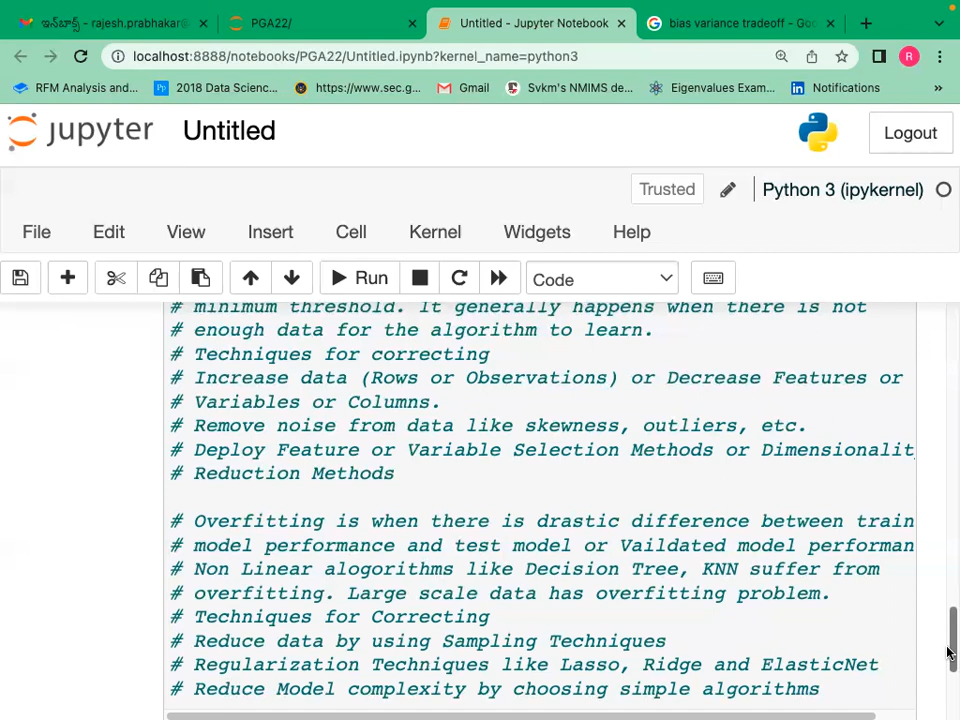 ఇన్‌బాక్స్ - rajesh.prabhakar@
PGA22/
Untitled - Jupyter Notebook
bias variance tradeoff - Goo
localhost:8888/notebooks/PGA22/Untitled.ipynb?kernel_name=python3
R
RFM Analysis and...
2018 Data Scienc...
https://www.sec.g...
Gmail
Svkm's NMIMS de...
Eigenvalues Exam...
Notifications
»
jupyter Untitled
Logout
Trusted
Python 3 (ipykernel)
File Edit View Insert Cell Kernel Widgets Help
Run
Code
# minimum threshold. It generally happens when there is not
# enough data for the algorithm to learn.
# Techniques for correcting
# Increase data (Rows or Observations) or Decrease Features or
# Variables or Columns.
# Remove noise from data like skewness, outliers, etc.
# Deploy Feature or Variable Selection Methods or Dimensionality
# Reduction Methods
# Overfitting is when there is drastic difference between train
# model performance and test model or Vaildated model performan
# Non Linear alogorithms like Decision Tree, KNN suffer from
# overfitting. Large scale data has overfitting problem.
# Techniques for Correcting
# Reduce data by using Sampling Techniques
# Regularization Techniques like Lasso, Ridge and ElasticNet
# Reduce Model complexity by choosing simple algorithms